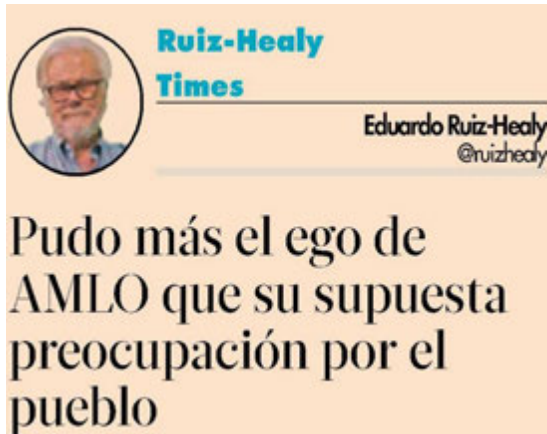 Ruiz-Healy
Times
Eduardo Ruiz-Healy
@ruizhealy
Pudo más el ego de
AMLO que su supuesta
preocupación por el
pueblo